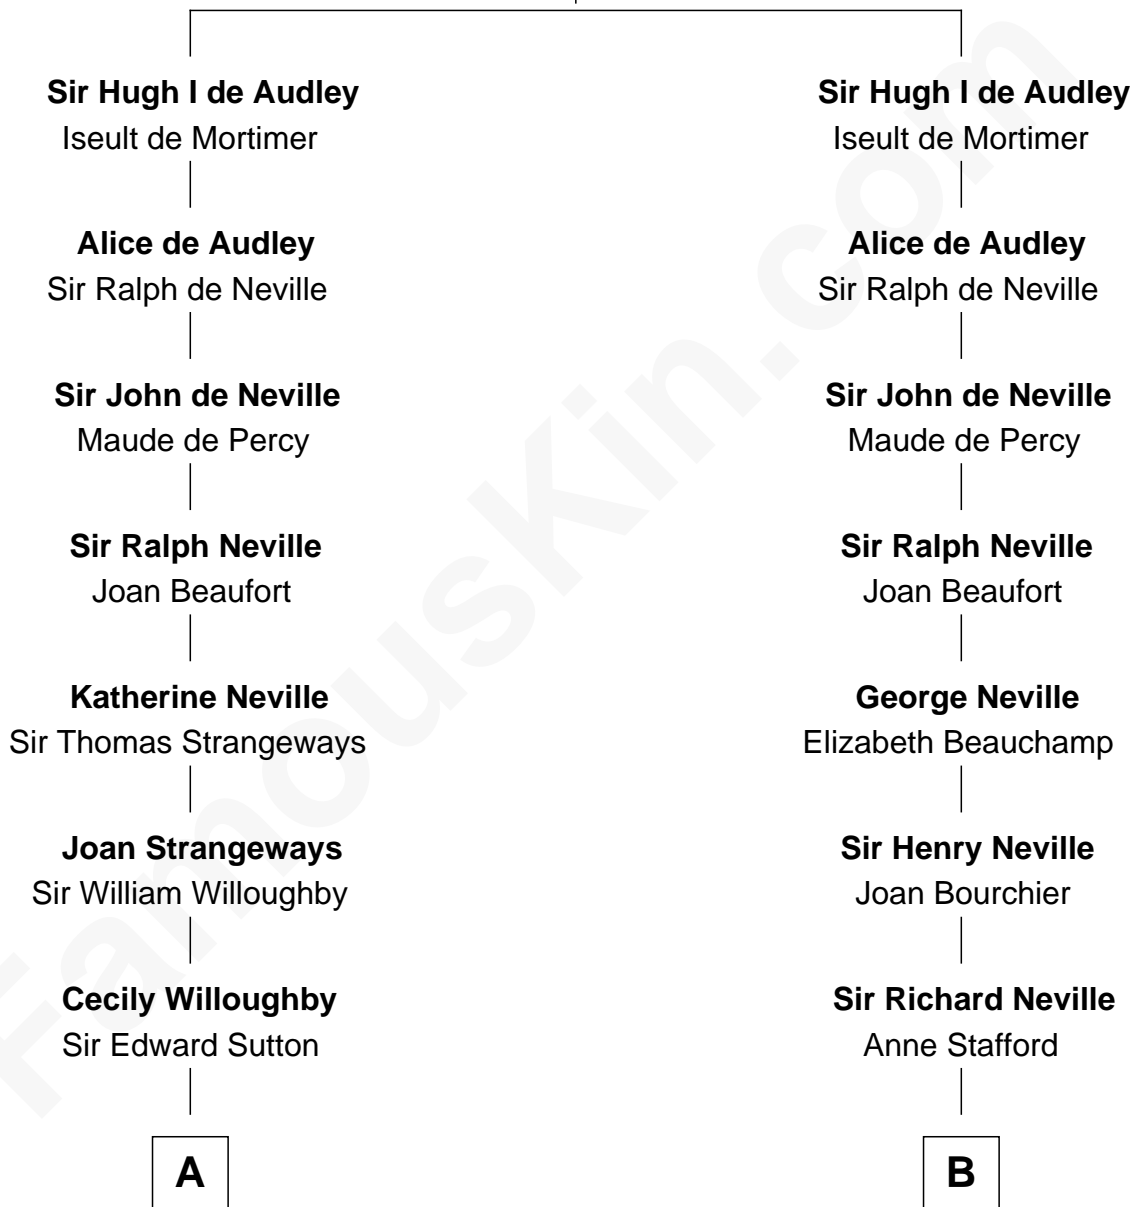 Sir Hugh I de Audley
Iseult de Mortimer
Alice de Audley
Sir Ralph de Neville
Sir John de Neville
Maude de Percy
Sir Ralph Neville
Joan Beaufort
Katherine Neville
Sir Thomas Strangeways
Joan Strangeways
Sir William Willoughby
Cecily Willoughby
Sir Edward Sutton
A
Sir Hugh I de Audley
Iseult de Mortimer
Alice de Audley
Sir Ralph de Neville
Sir John de Neville
Maude de Percy
Sir Ralph Neville
Joan Beaufort
George Neville
Elizabeth Beauchamp
Sir Henry Neville
Joan Bourchier
Sir Richard Neville
Anne Stafford
B
FamousKin.com